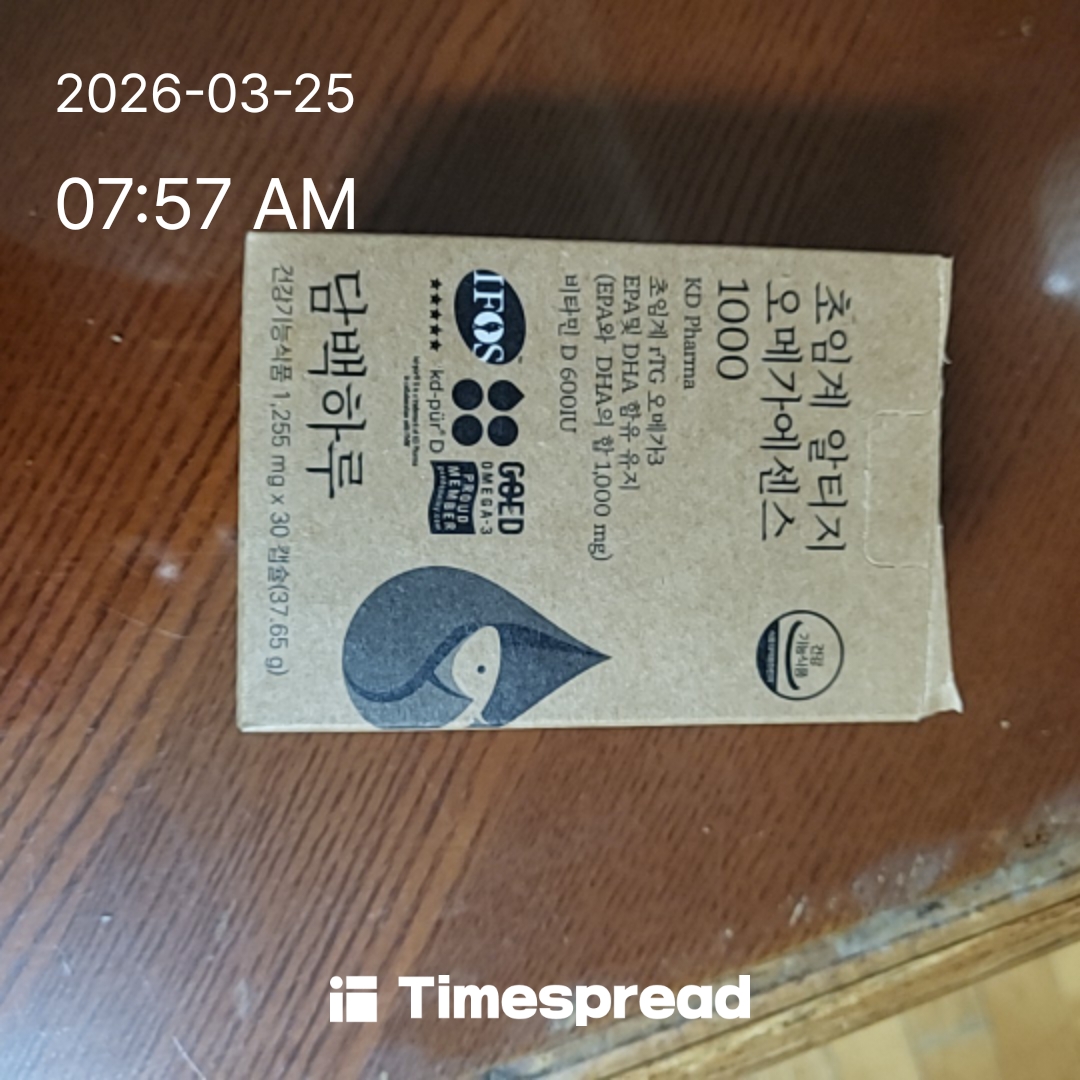 2026-03-25
07:57 AM
초임계 알티지
오메가에센스
1000
KD Pharma
초임계 rTG 오메가3
EPA 및 DHA 함유 유지
(EPA와 DHA의 합 1,000 mg)
비타민 D 600IU
건강
기능식품
IFOS
™
★★★★★
GOED
OMEGA-3
PROUD
MEMBER
kd-pür® D
담백하루
건강기능식품 1,255 mg x 30 캡슐(37.65 g)
Timespread